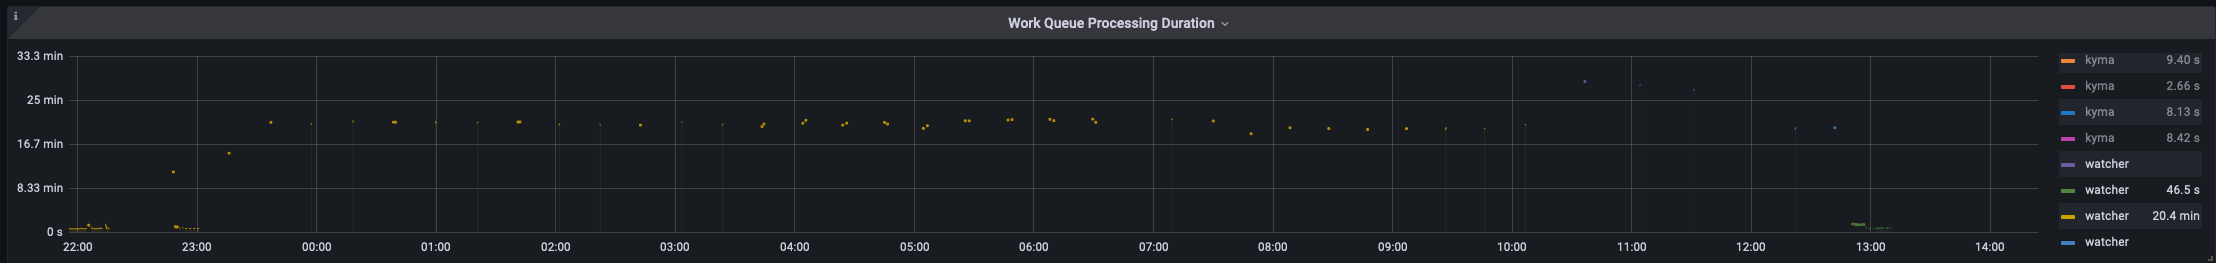 i
Work Queue Processing Duration
33.3 min
25 min
16.7 min
8.33 min
0 s
22:00 23:00 00:00 01:00 02:00 03:00 04:00 05:00 06:00 07:00 08:00 09:00 10:00 11:00 12:00 13:00 14:00
kyma 9.40 s
kyma 2.66 s
kyma 8.13 s
kyma 8.42 s
watcher
watcher 46.5 s
watcher 20.4 min
watcher